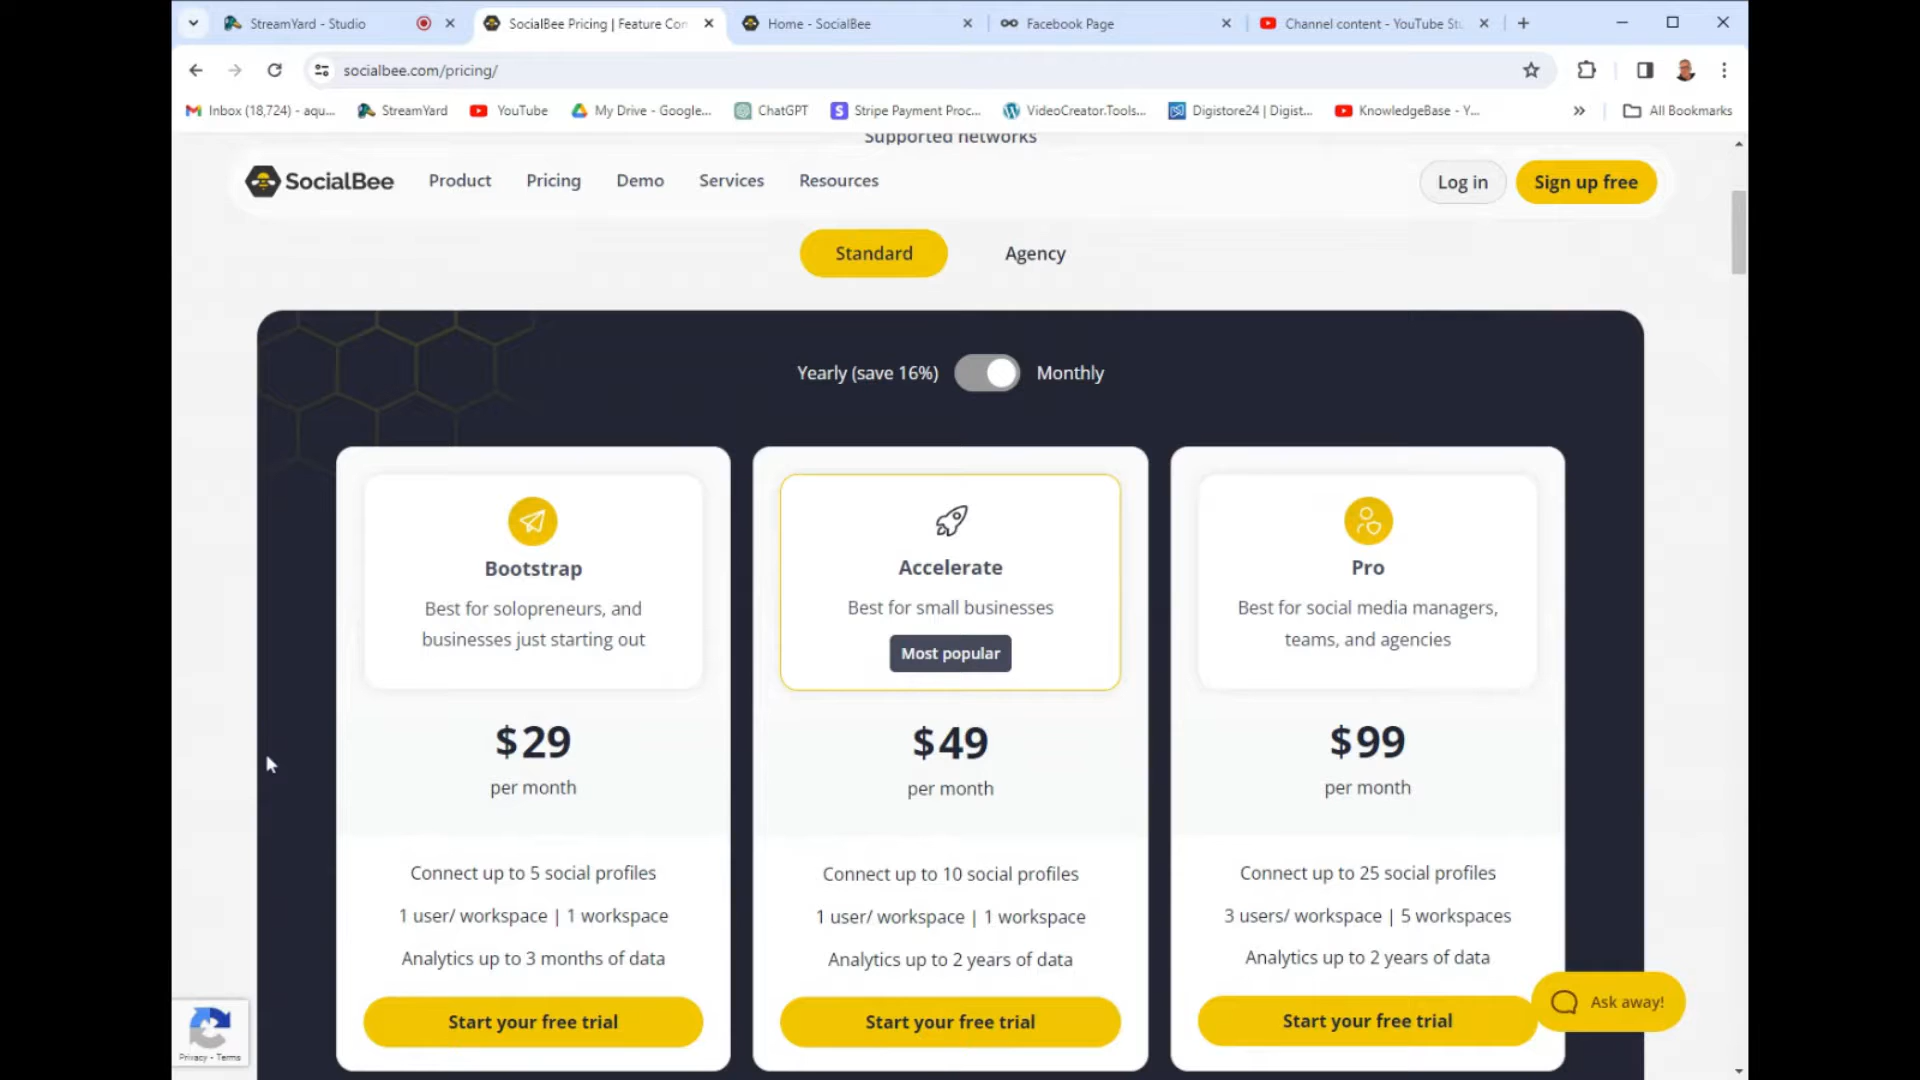 StreamYard - Studio
SocialBee Pricing | Feature Con
Home - SocialBee
Facebook Page
Channel content - YouTube Stu
socialbee.com/pricing/
Inbox (18,724) - aqu...
StreamYard
YouTube
My Drive - Google...
ChatGPT
Stripe Payment Proc...
VideoCreator.Tools...
Digistore24 | Digist...
KnowledgeBase - Y...
All Bookmarks
Supported networks
SocialBee
Product
Pricing
Demo
Services
Resources
Log in
Sign up free
Standard
Agency
Yearly (save 16%)
Monthly
Bootstrap
Best for solopreneurs, and
businesses just starting out
$29
per month
Connect up to 5 social profiles
1 user/ workspace | 1 workspace
Analytics up to 3 months of data
Start your free trial
Accelerate
Best for small businesses
Most popular
$49
per month
Connect up to 10 social profiles
1 user/ workspace | 1 workspace
Analytics up to 2 years of data
Start your free trial
Pro
Best for social media managers,
teams, and agencies
$99
per month
Connect up to 25 social profiles
3 users/ workspace | 5 workspaces
Analytics up to 2 years of data
Start your free trial
Ask away!
Privacy - Terms